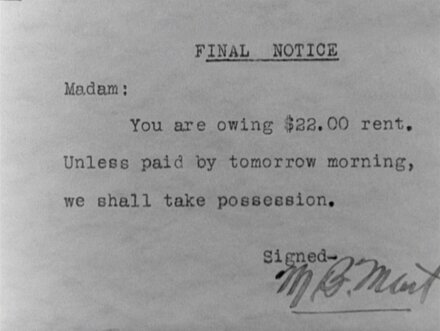 FINAL NOTICE
Madam:
You are owing $22.00 rent.
Unless paid by tomorrow morning,
we shall take possession.
Signed-
M B. Mart